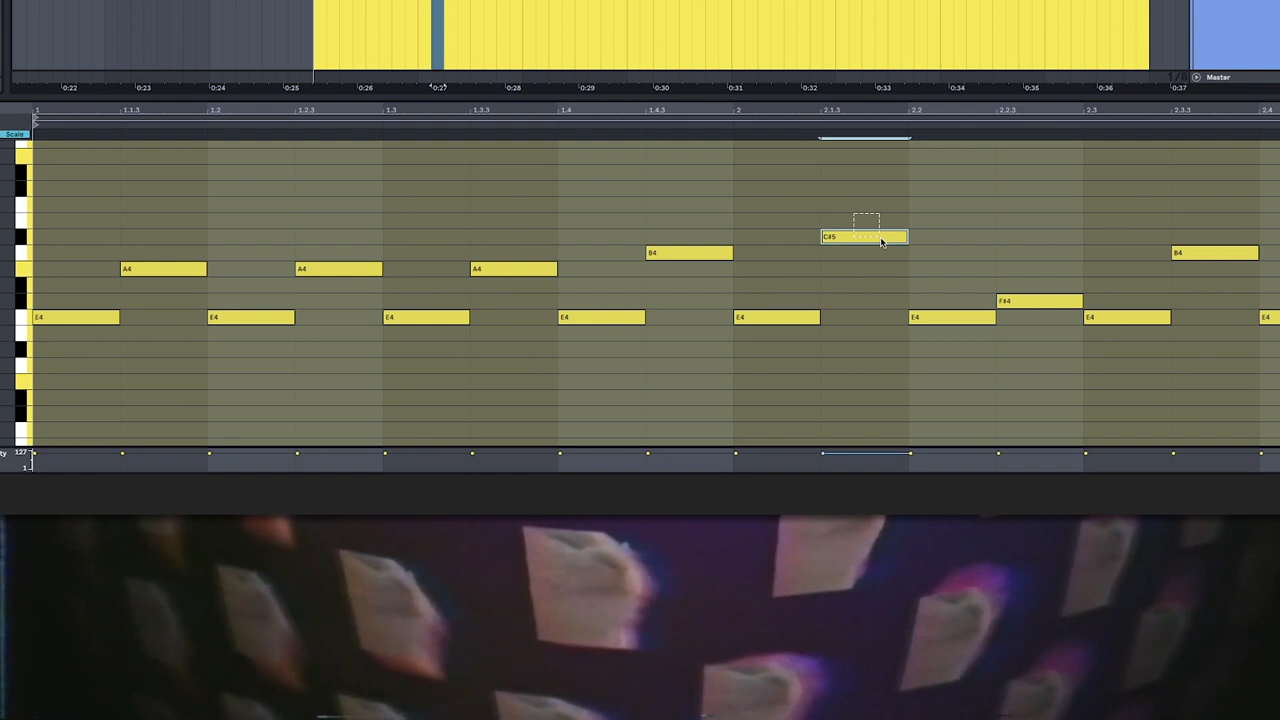 1/8
Master
0:22 0:23 0:24 0:25 0:26 0:27 0:28 0:29 0:30 0:31 0:32 0:33 0:34 0:35 0:36 0:37
1 1.1.3 1.2 1.2.3 1.3 1.3.3 1.4 1.4.3 2 2.1.3 2.2 2.2.3 2.3 2.3.3 2.4
Scale
C#5
B4 B4
A4 A4 A4
F#4
E4 E4 E4 E4 E4 E4 E4 E4
ty 127
1